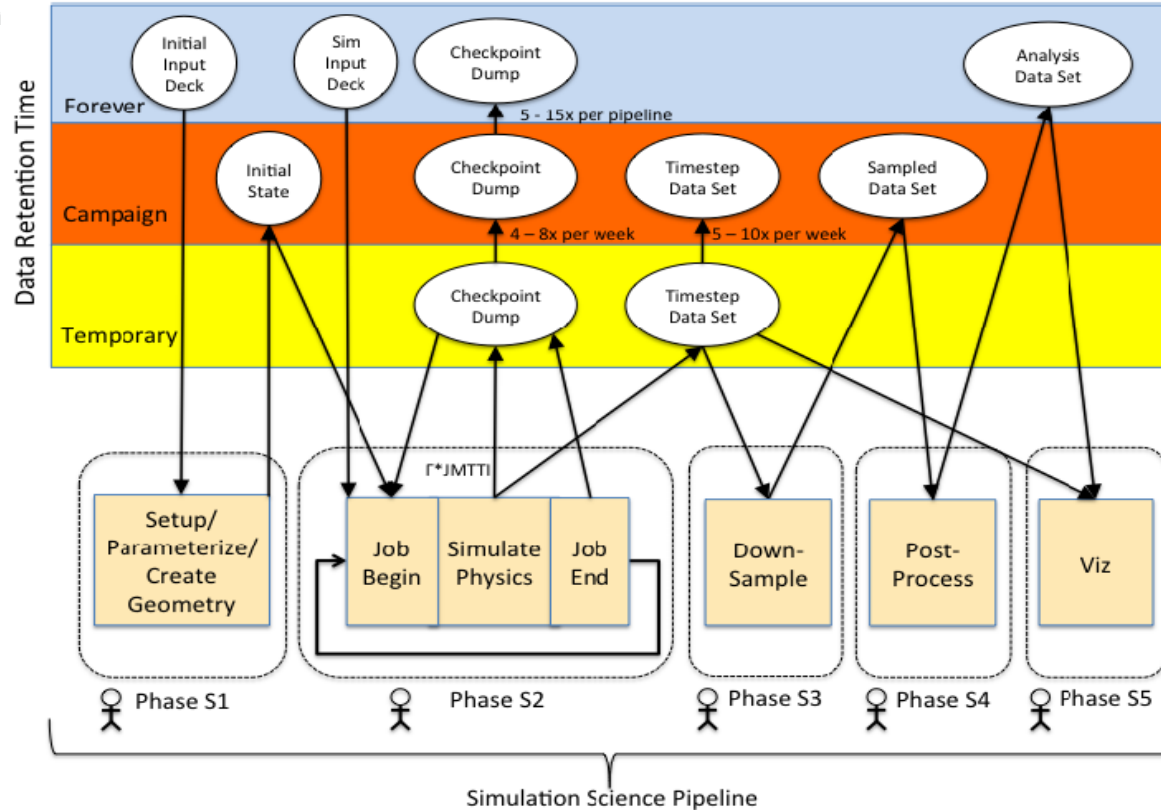 Data Retention Time
Initial
Input
Deck
Sim
Input
Deck
Checkpoint
Dump
Analysis
Data Set
Forever
5 - 15x per pipeline
Initial
State
Checkpoint
Dump
Timestep
Data Set
Sampled
Data Set
Campaign
4 – 8x per week
5 – 10x per week
Checkpoint
Dump
Timestep
Data Set
Temporary
Γ*JMTTI
Setup/
Parameterize/
Create
Geometry
Job
Begin
Simulate
Physics
Job
End
Down-
Sample
Post-
Process
Viz
Phase S1
Phase S2
Phase S3
Phase S4
Phase S5
Simulation Science Pipeline